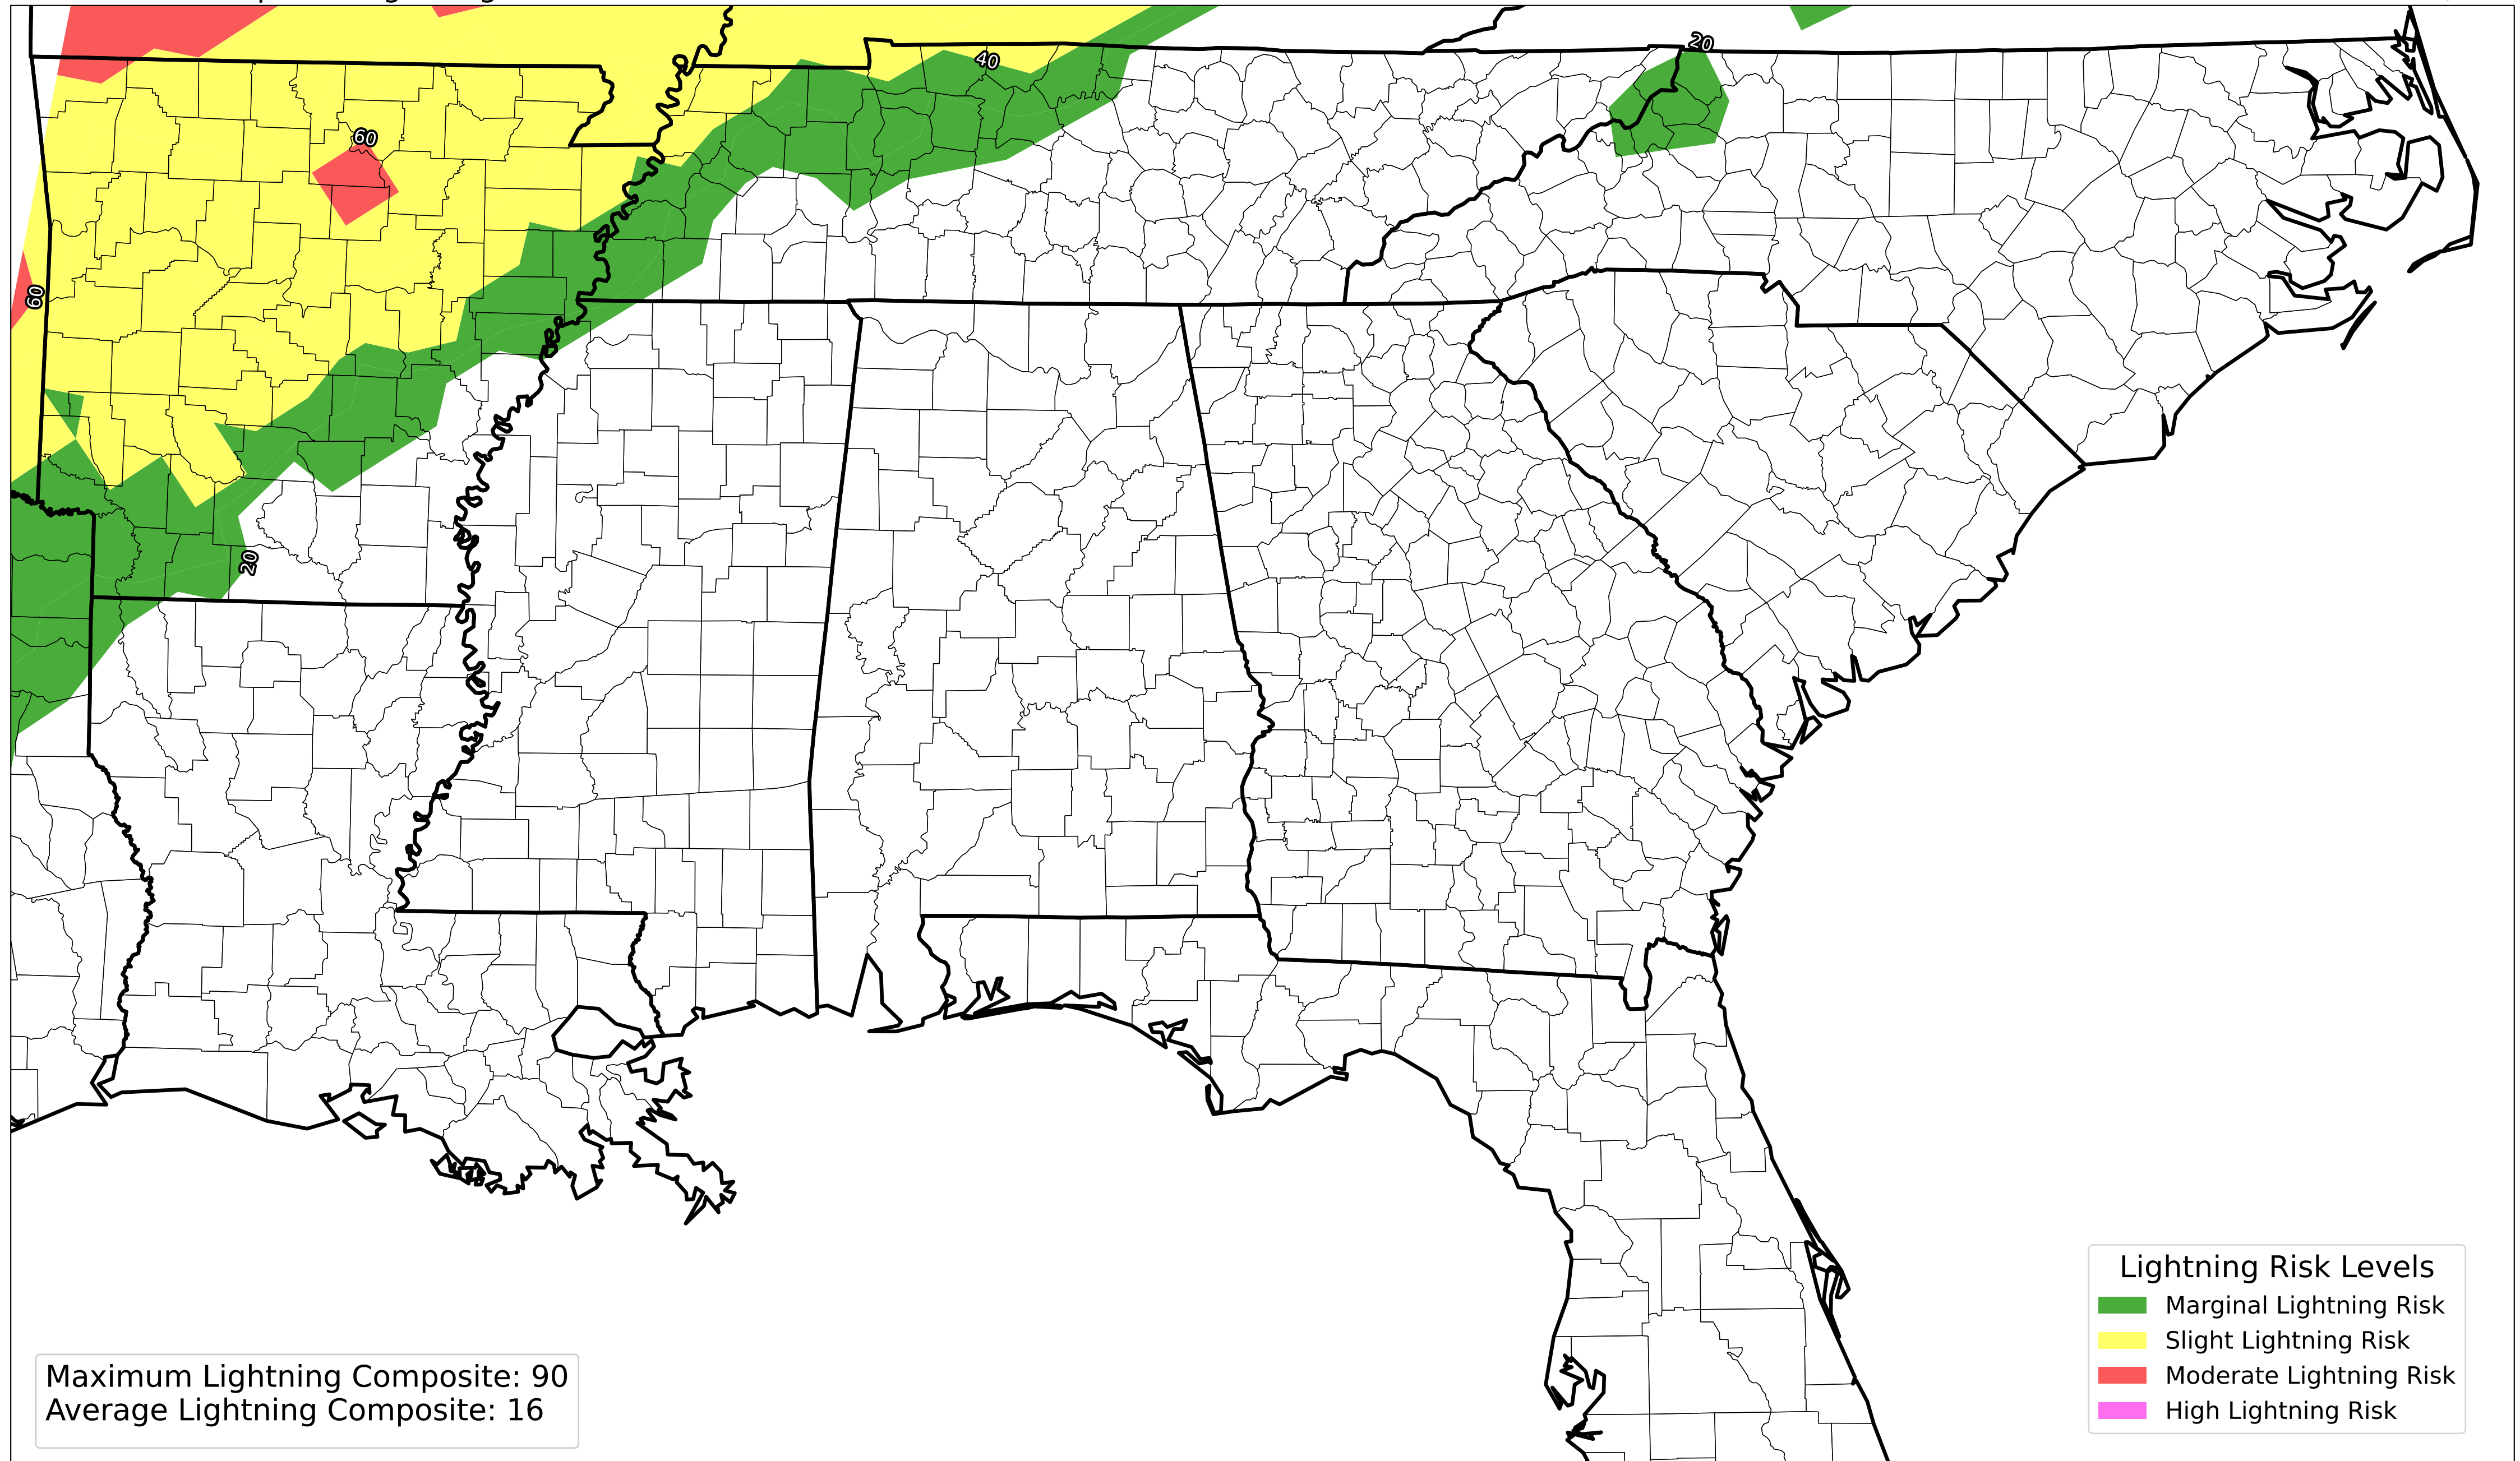 20
40
60
60
20
Lightning Risk Levels
Marginal Lightning Risk
Slight Lightning Risk
Moderate Lightning Risk
High Lightning Risk
Maximum Lightning Composite: 90
Average Lightning Composite: 16